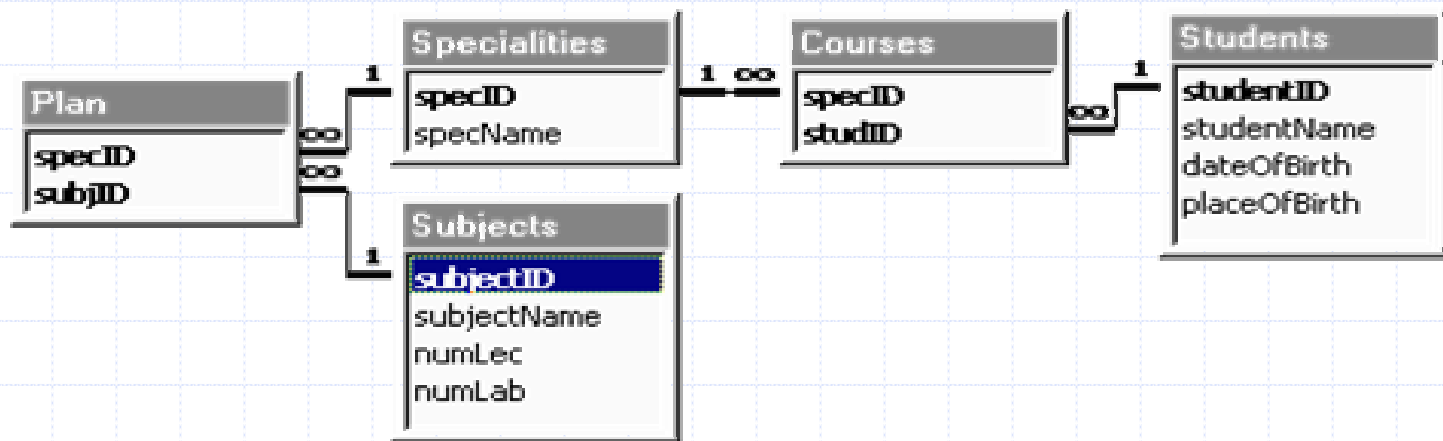 Plan
specID
subjID
1
∞
∞
1
Specialities
specID
specName
Subjects
subjectID
subjectName
numLec
numLab
1
∞
Courses
specID
studID
∞
1
Students
studentID
studentName
dateOfBirth
placeOfBirth